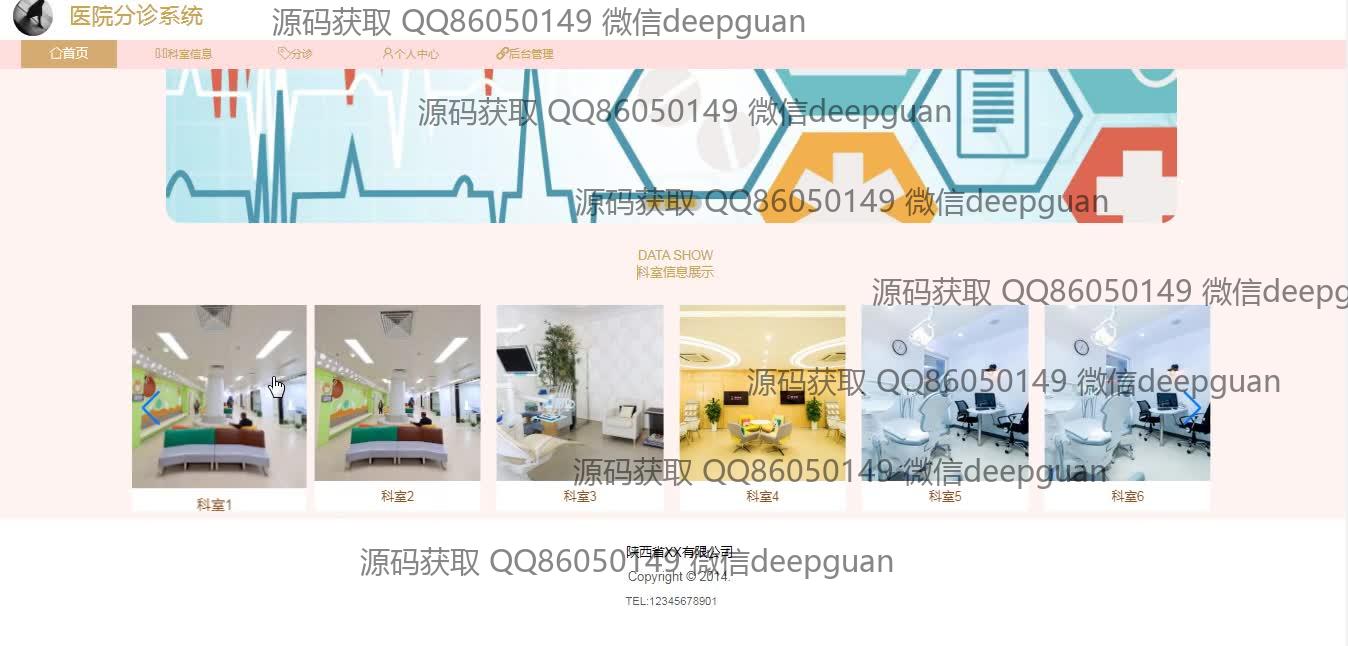 医院分诊系统
源码获取 QQ86050149 微信deepguan
首页
科室信息
分诊
个人中心
后台管理
源码获取 QQ86050149 微信deepguan
源码获取 QQ86050149 微信deepguan
DATA SHOW
科室信息展示
源码获取 QQ86050149 微信deepg
源码获取 QQ86050149 微信deepguan
源码获取 QQ86050149 微信deepguan
科室1
科室2
科室3
科室4
科室5
科室6
陕西省XX有限公司
源码获取 QQ86050149 微信deepguan
Copyright © 2014.
TEL:12345678901